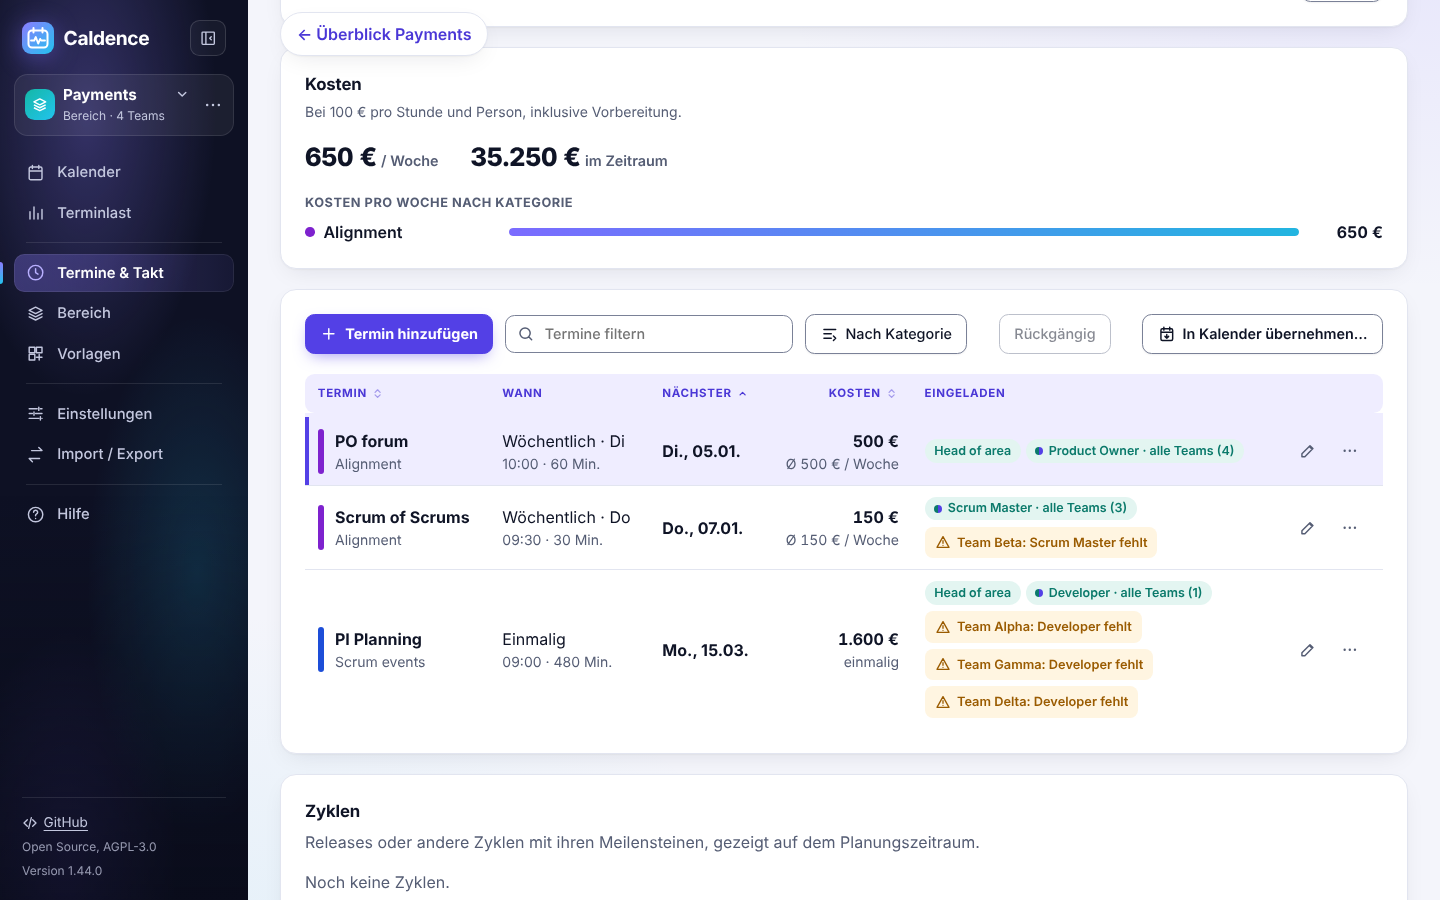 Caldence
Payments
Bereich · 4 Teams
Kalender
Terminlast
Termine & Takt
Bereich
Vorlagen
Einstellungen
Import / Export
Hilfe
GitHub
Open Source, AGPL-3.0
Version 1.44.0
← Überblick Payments
Kosten
Bei 100 € pro Stunde und Person, inklusive Vorbereitung.
650 € / Woche 35.250 € im Zeitraum
KOSTEN PRO WOCHE NACH KATEGORIE
Alignment 650 €
Termin hinzufügen Termine filtern Nach Kategorie Rückgängig In Kalender übernehmen...
TERMIN WANN NÄCHSTER KOSTEN EINGELADEN
PO forum Wöchentlich · Di Di., 05.01. 500 € Head of area Product Owner · alle Teams (4)
Alignment 10:00 · 60 Min. Ø 500 € / Woche
Scrum of Scrums Wöchentlich · Do Do., 07.01. 150 € Scrum Master · alle Teams (3)
Alignment 09:30 · 30 Min. Ø 150 € / Woche Team Beta: Scrum Master fehlt
Head of area Developer · alle Teams (1)
Team Alpha: Developer fehlt
PI Planning Einmalig Mo., 15.03. 1.600 €
Scrum events 09:00 · 480 Min. einmalig Team Gamma: Developer fehlt
Team Delta: Developer fehlt
Zyklen
Releases oder andere Zyklen mit ihren Meilensteinen, gezeigt auf dem Planungszeitraum.
Noch keine Zyklen.